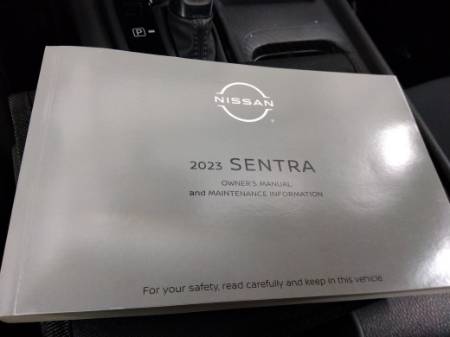 P
NISSAN
2023 SENTRA
OWNER'S MANUAL
and MAINTENANCE INFORMATION
For your safety, read carefully and keep in this vehicle.